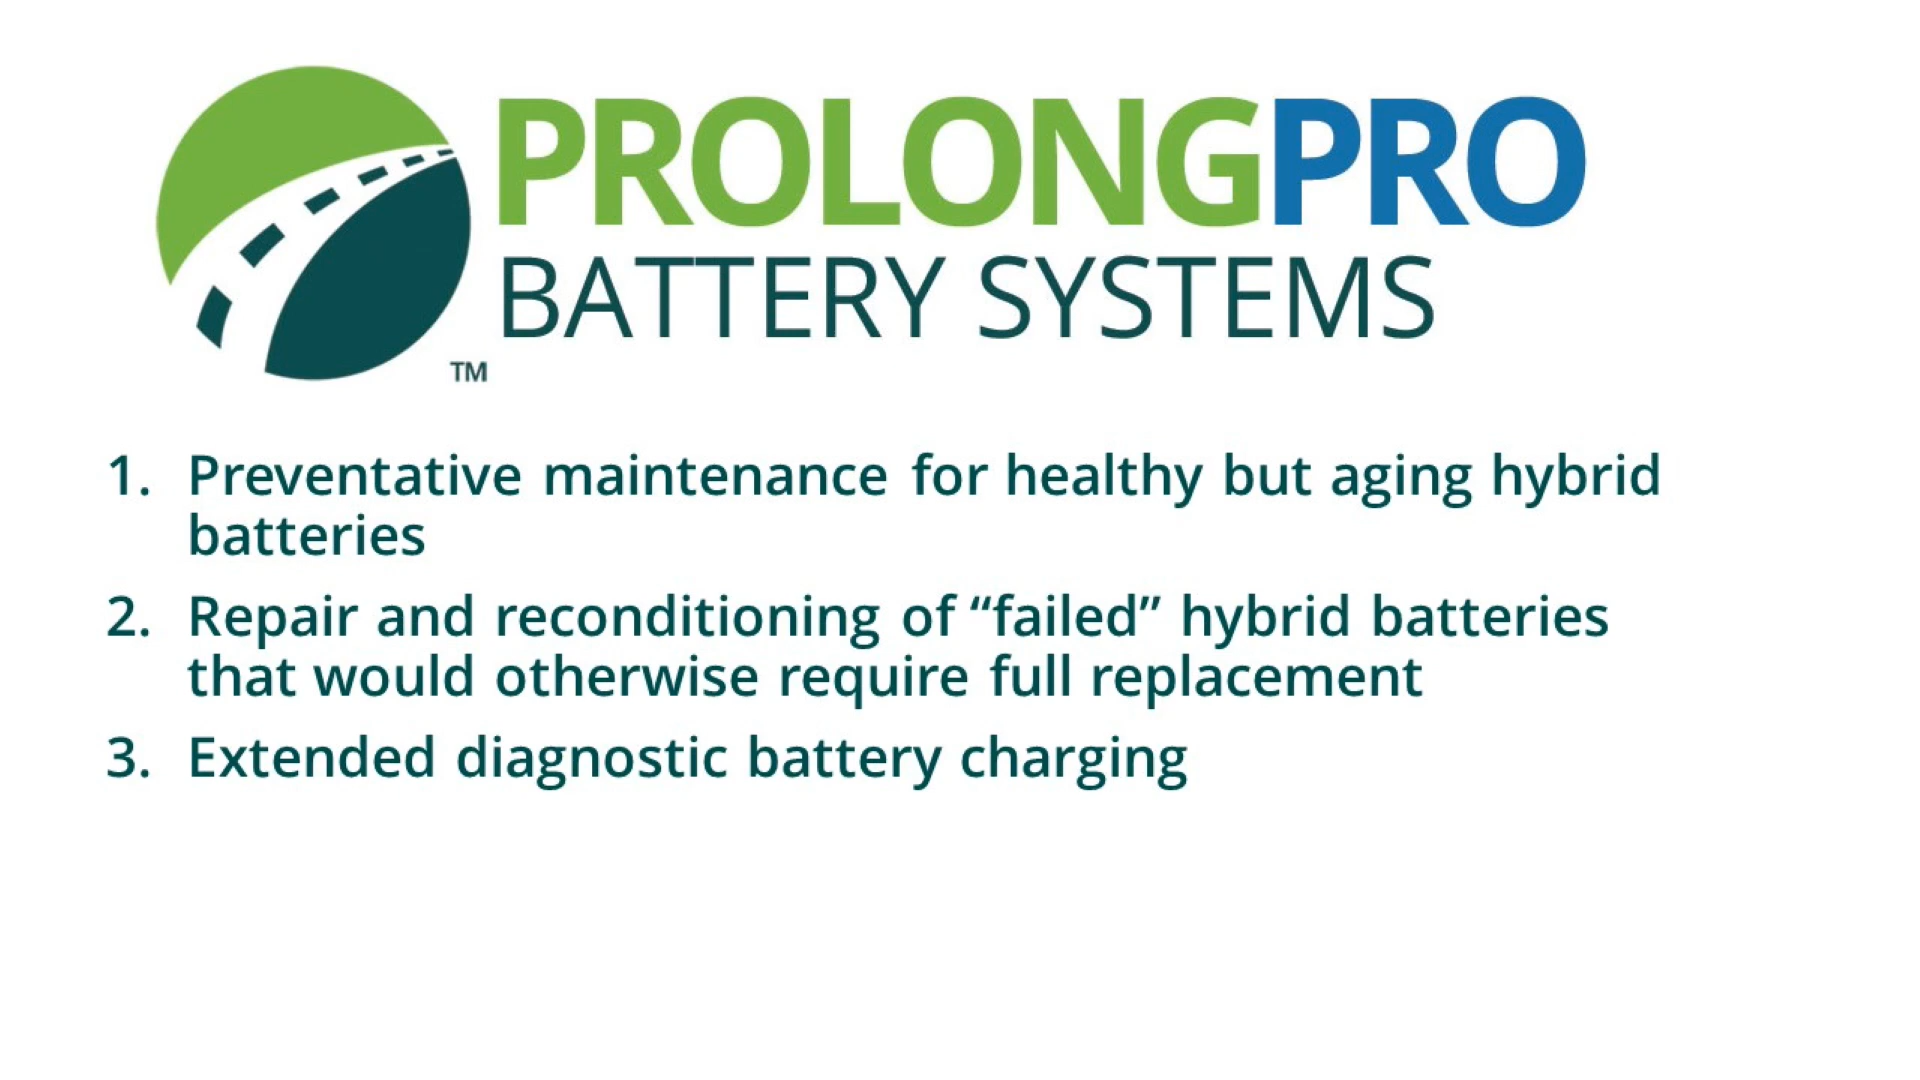 PROLONGPRO
BATTERY SYSTEMS
TM
1. Preventative maintenance for healthy but aging hybrid
batteries
2. Repair and reconditioning of “failed” hybrid batteries
that would otherwise require full replacement
3. Extended diagnostic battery charging